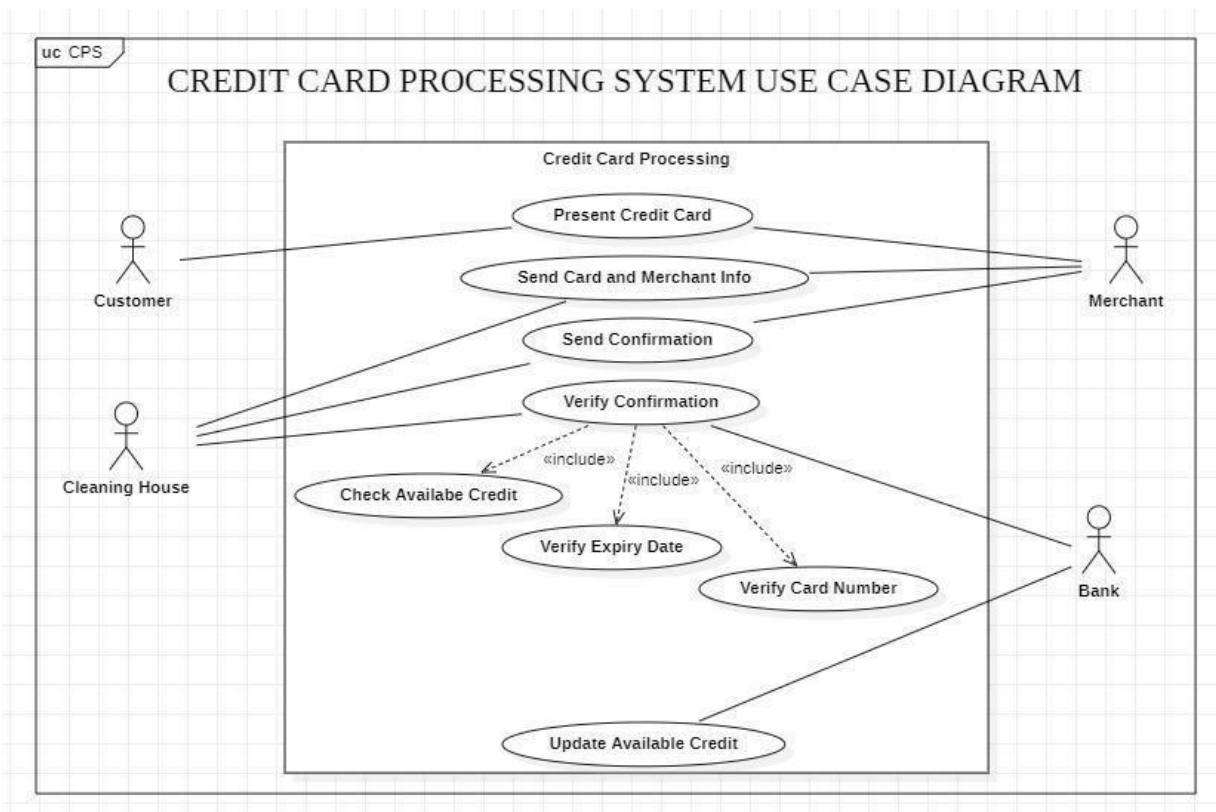 uc CPS
CREDIT CARD PROCESSING SYSTEM USE CASE DIAGRAM
Credit Card Processing
Present Credit Card
Send Card and Merchant Info
Customer
Merchant
Send Confirmation
Verify Confirmation
Cleaning House
«include»
«include»
«include»
Check Availabe Credit
Verify Expiry Date
Verify Card Number
Bank
Update Available Credit